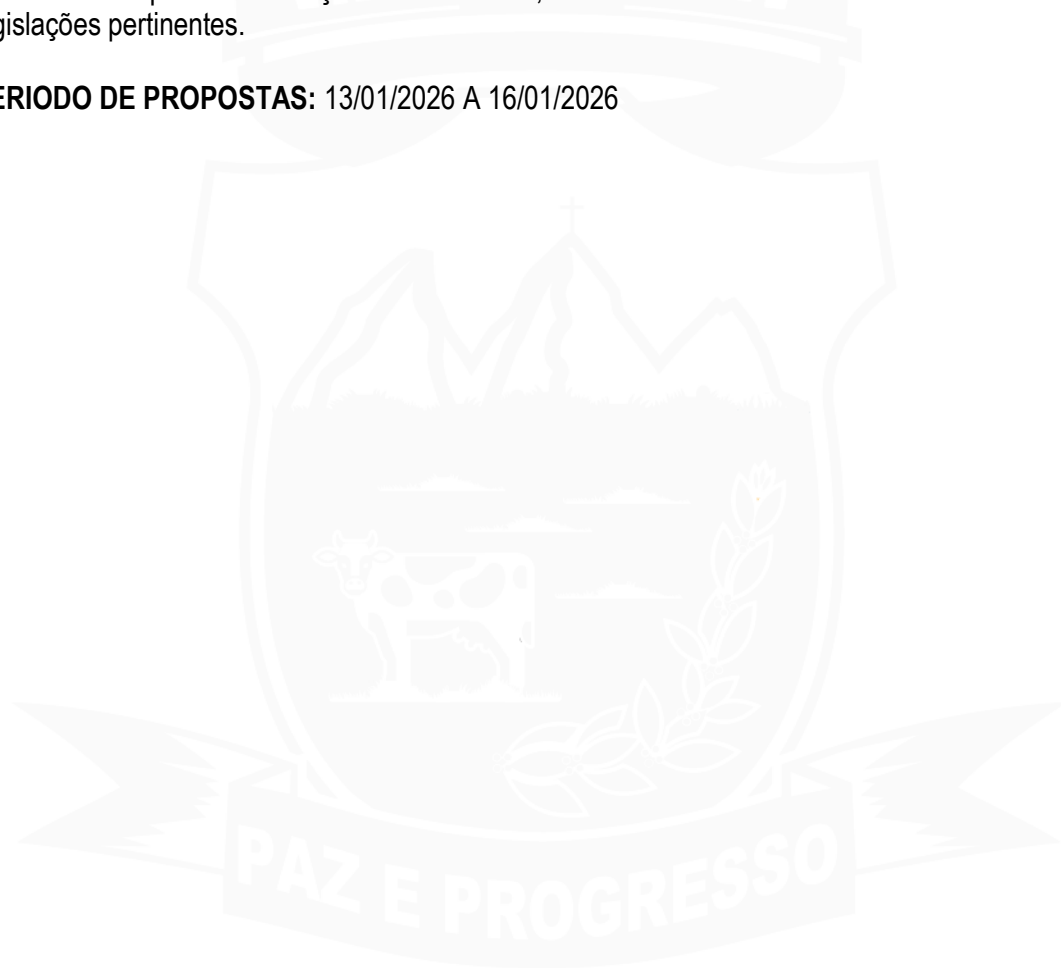 gislações pertinentes.
ERIODO DE PROPOSTAS: 13/01/2026 A 16/01/2026
PAZ E PROGRESSO